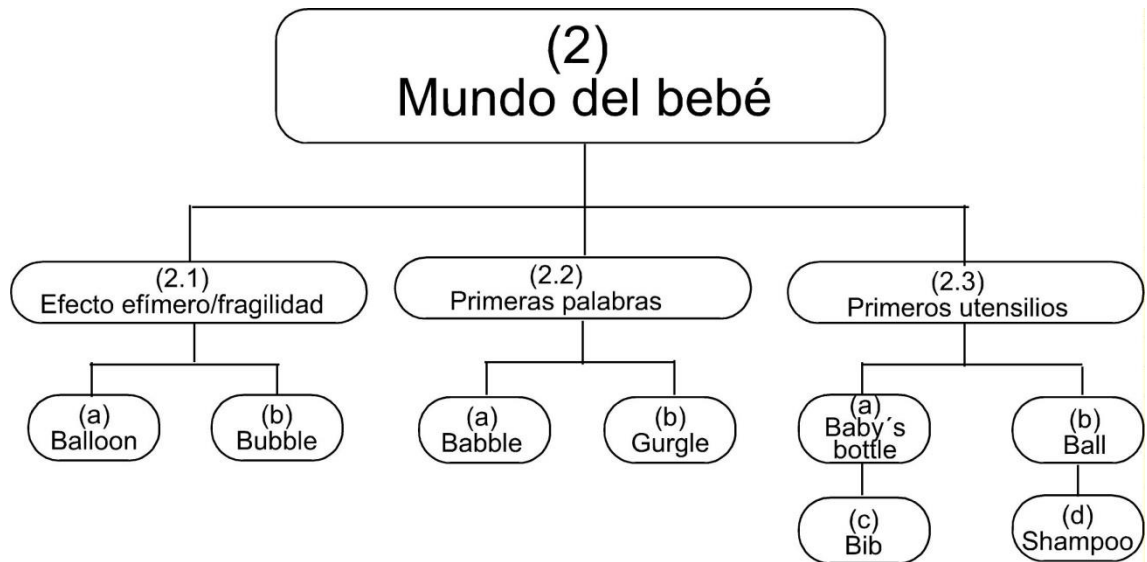 (2)
Mundo del bebé
(2.1)
Efecto efímero/fragilidad
(2.2)
Primeras palabras
(2.3)
Primeros utensilios
(a)
Balloon
(b)
Bubble
(a)
Babble
(b)
Gurgle
(a)
Baby´s
bottle
(b)
Ball
(c)
Bib
(d)
Shampoo